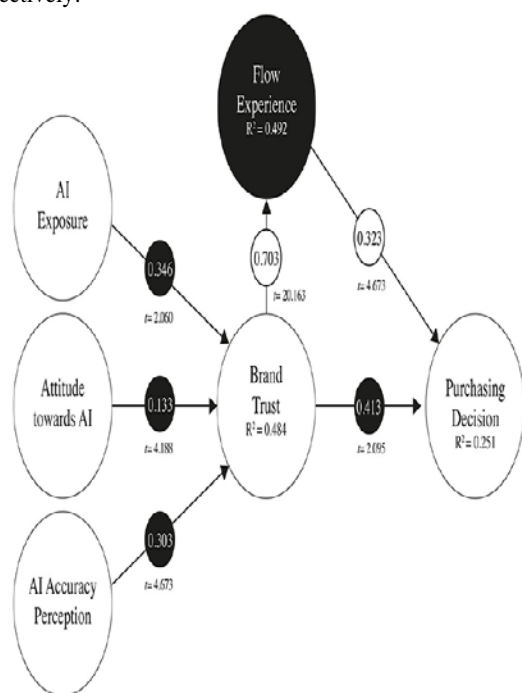 ectively.
Flow
Experience
R² = 0.492
AI
Exposure
0.346
t= 2.060
0.703
t= 20.163
0.323
t= 4.673
Attitude
towards AI
0.133
t= 4.188
Brand
Trust
R² = 0.484
0.413
t= 2.095
Purchasing
Decision
R² = 0.251
0.303
t= 4.673
AI Accuracy
Perception